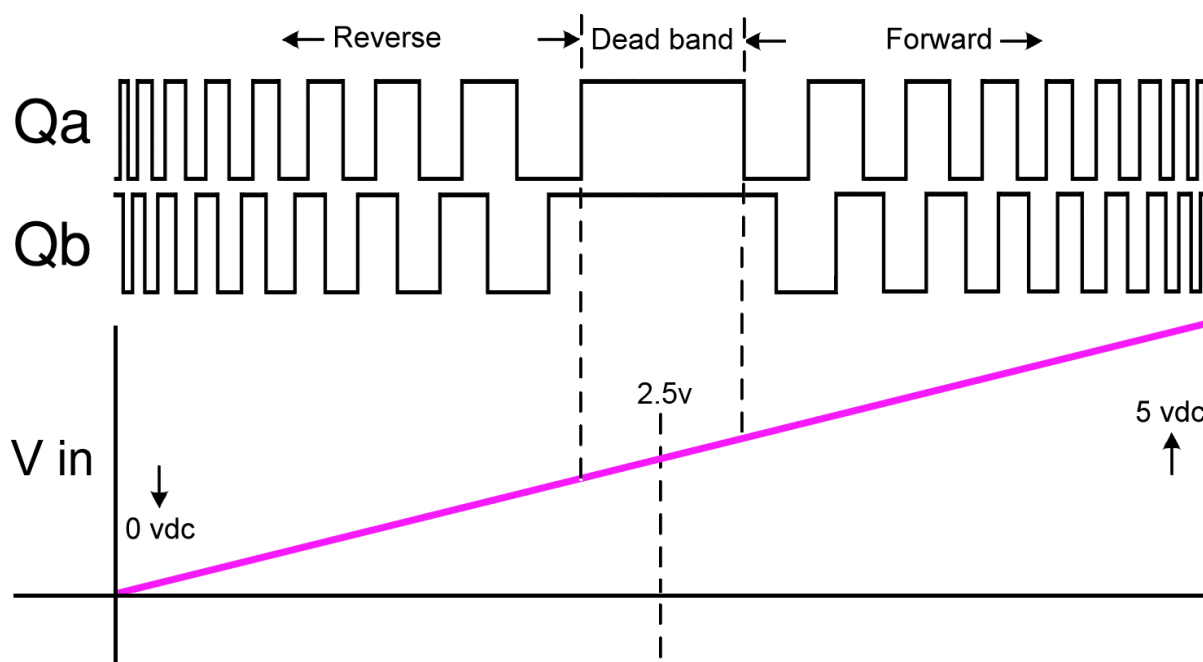 Reverse
Dead band
Forward
Qa
Qb
2.5v
5 vdc
V in
0 vdc